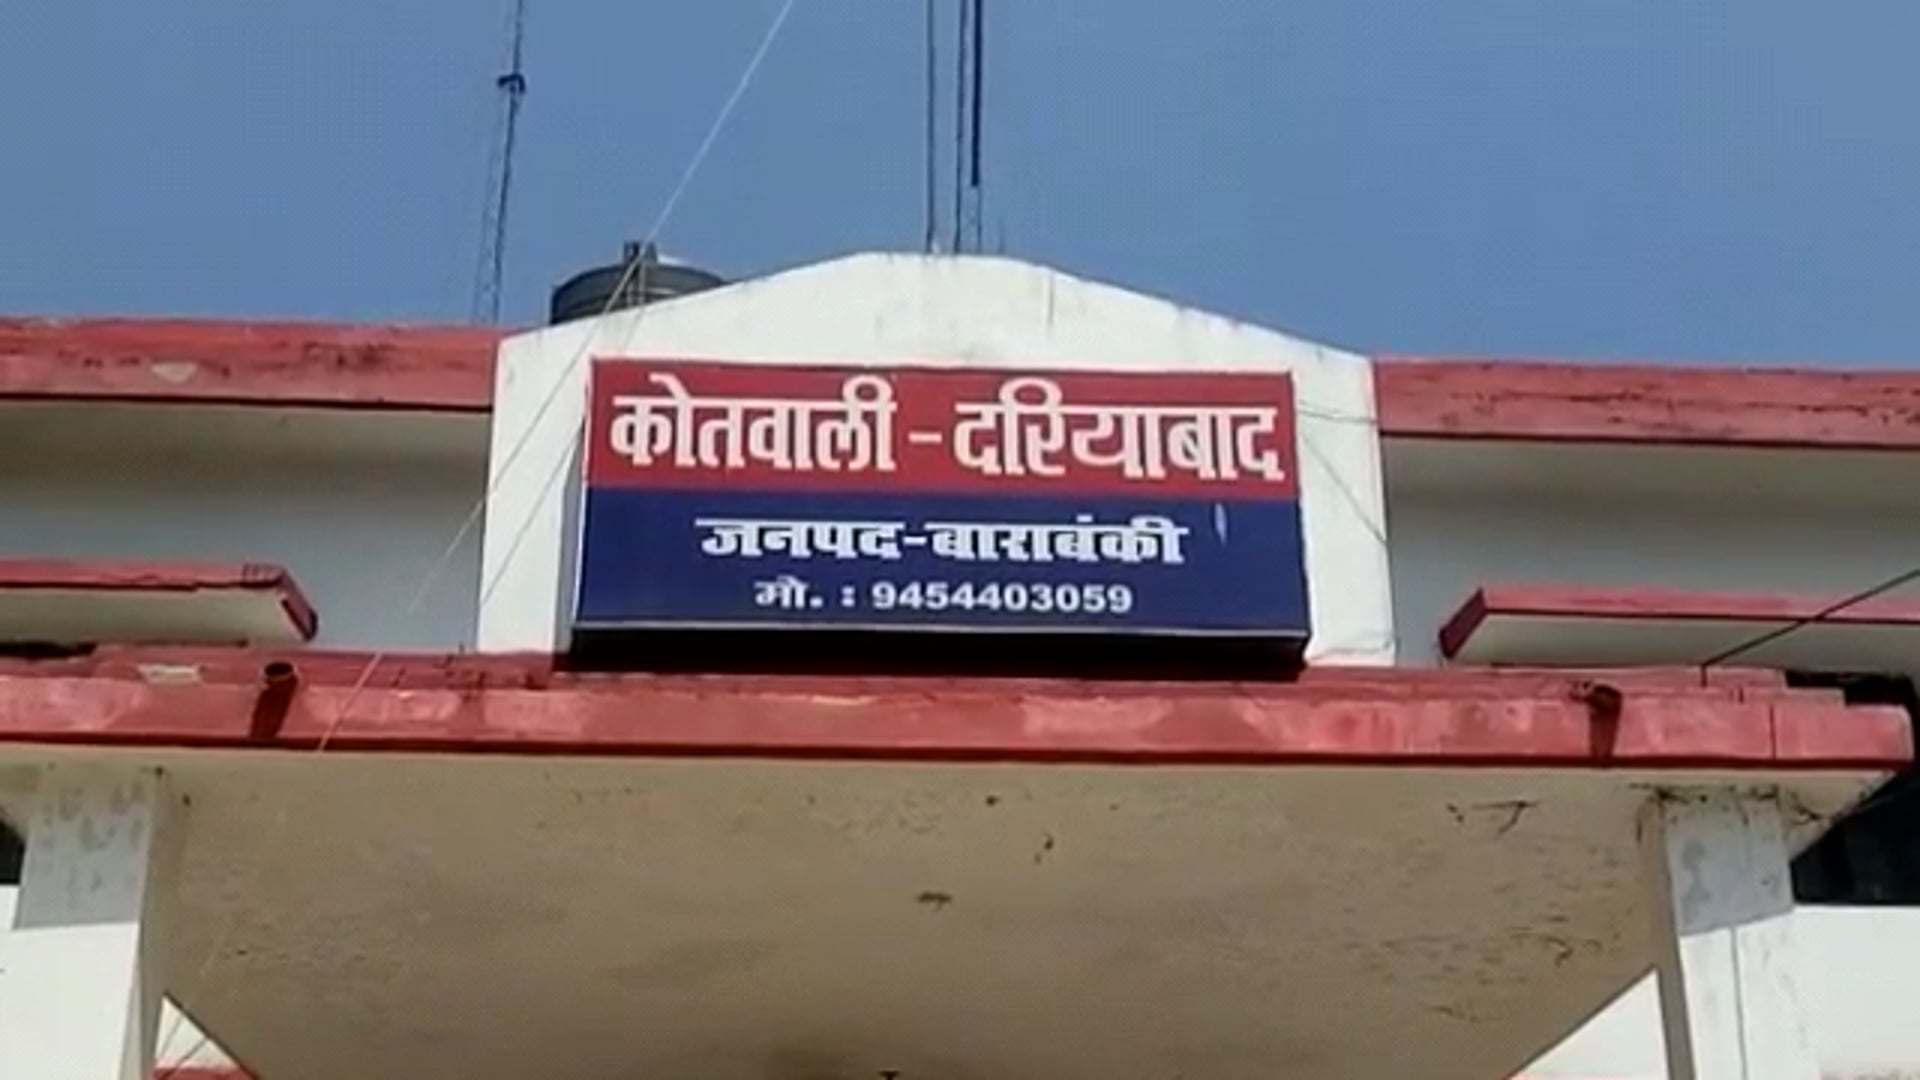 कोतवाली - दरियाबाद
जनपद-बाराबंकी
मो. : 9454403059